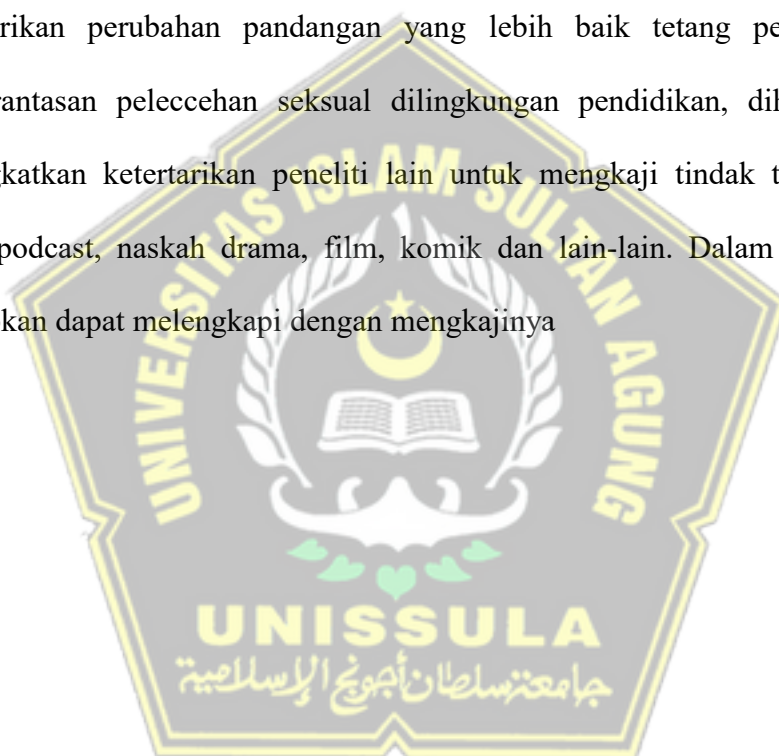 rikan perubahan pandangan yang lebih baik tetang pe
rantasan peleccehan seksual dilingkungan pendidikan, dih
gkatkan ketertarikan peneliti lain untuk mengkaji tindak t
podcast, naskah drama, film, komik dan lain-lain. Dalam
kan dapat melengkapi dengan mengkajinya
UNIVERSITAS ISLAM SULTAN AGUNG
UNISSULA
جامعة سلطان أجونج الإسلامية